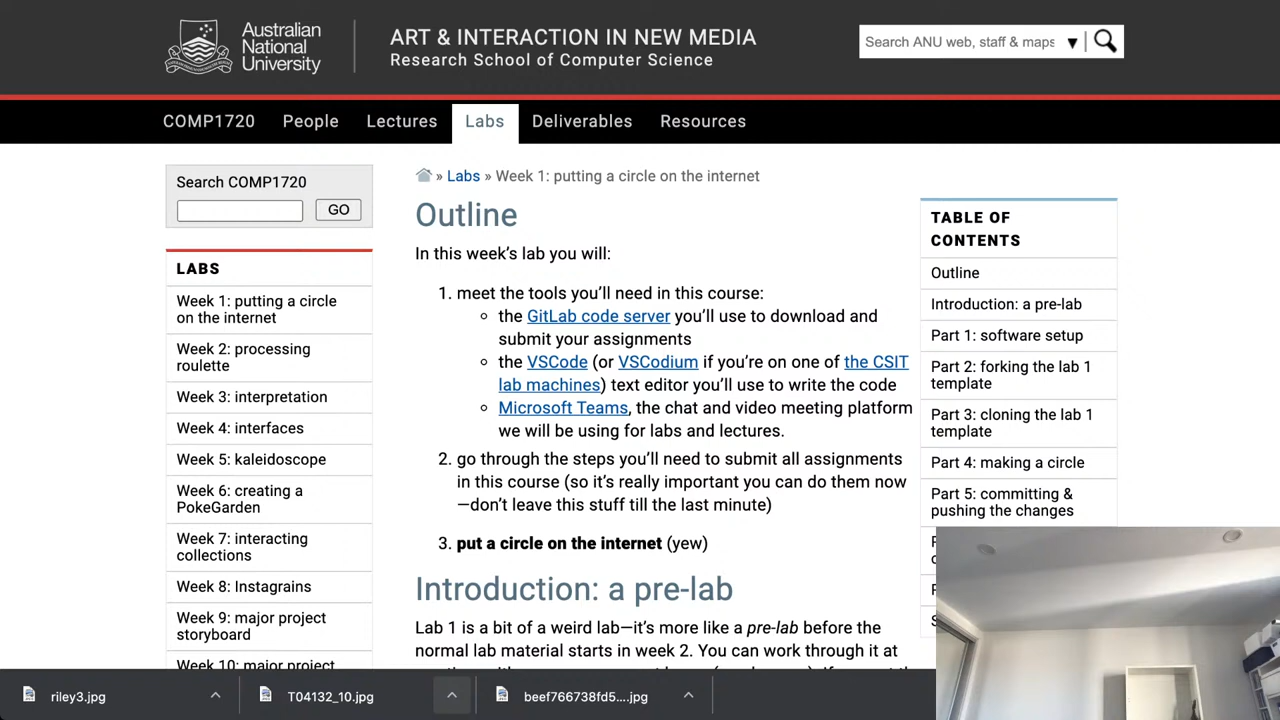 Australian
National
University
ART & INTERACTION IN NEW MEDIA
Research School of Computer Science
Search ANU web, staff & maps
COMP1720
People
Lectures
Labs
Deliverables
Resources
Search COMP1720
GO
LABS
Week 1: putting a circle
on the internet
Week 2: processing
roulette
Week 3: interpretation
Week 4: interfaces
Week 5: kaleidoscope
Week 6: creating a
PokeGarden
Week 7: interacting
collections
Week 8: Instagrains
Week 9: major project
storyboard
Week 10: major project
» Labs » Week 1: putting a circle on the internet
Outline
In this week’s lab you will:
1. meet the tools you’ll need in this course:
the GitLab code server you’ll use to download and
submit your assignments
the VSCode (or VSCodium if you’re on one of the CSIT
lab machines) text editor you’ll use to write the code
Microsoft Teams, the chat and video meeting platform
we will be using for labs and lectures.
2. go through the steps you’ll need to submit all assignments
in this course (so it’s really important you can do them now
—don’t leave this stuff till the last minute)
3. put a circle on the internet (yew)
Introduction: a pre-lab
Lab 1 is a bit of a weird lab—it’s more like a pre-lab before the
normal lab material starts in week 2. You can work through it at
TABLE OF
CONTENTS
Outline
Introduction: a pre-lab
Part 1: software setup
Part 2: forking the lab 1
template
Part 3: cloning the lab 1
template
Part 4: making a circle
Part 5: committing &
pushing the changes
riley3.jpg
T04132_10.jpg
beef766738fd5....jpg